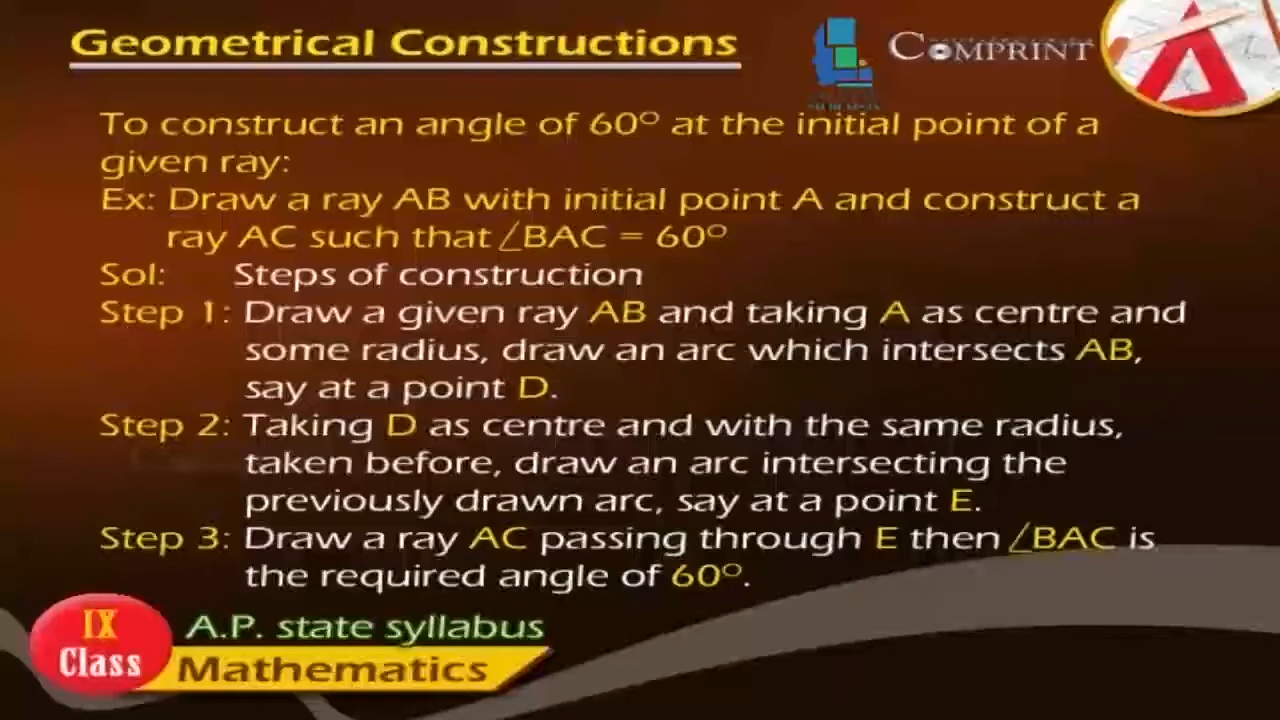 Geometrical Constructions
COMPRINT
To construct an angle of 60° at the initial point of a
given ray:
Ex: Draw a ray AB with initial point A and construct a
ray AC such that ∠BAC = 60°
Sol: Steps of construction
Step 1: Draw a given ray AB and taking A as centre and
some radius, draw an arc which intersects AB,
say at a point D.
Step 2: Taking D as centre and with the same radius,
taken before, draw an arc intersecting the
previously drawn arc, say at a point E.
Step 3: Draw a ray AC passing through E then ∠BAC is
the required angle of 60°.
IX
Class
A.P. state syllabus
Mathematics